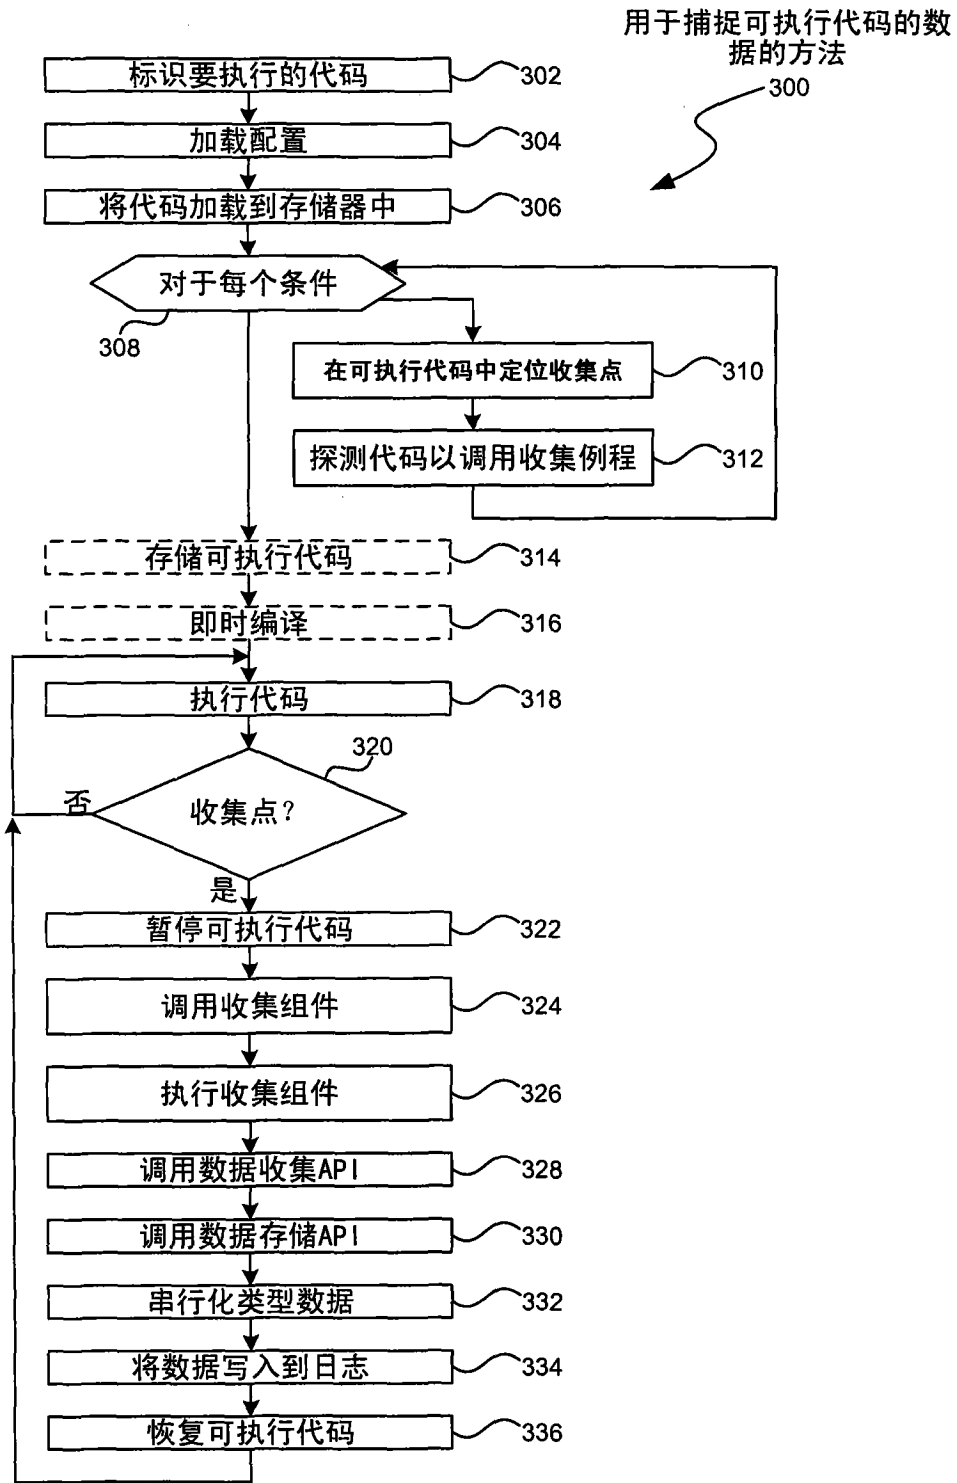 用于捕捉可执行代码的数
据的方法
300
标识要执行的代码
302
加载配置
304
将代码加载到存储器中
306
对于每个条件
308
在可执行代码中定位收集点
310
探测代码以调用收集例程
312
存储可执行代码
314
即时编译
316
执行代码
318
320
收集点?
否
是
暂停可执行代码
322
调用收集组件
324
执行收集组件
326
调用数据收集API
328
调用数据存储API
330
串行化类型数据
332
将数据写入到日志
334
恢复可执行代码
336